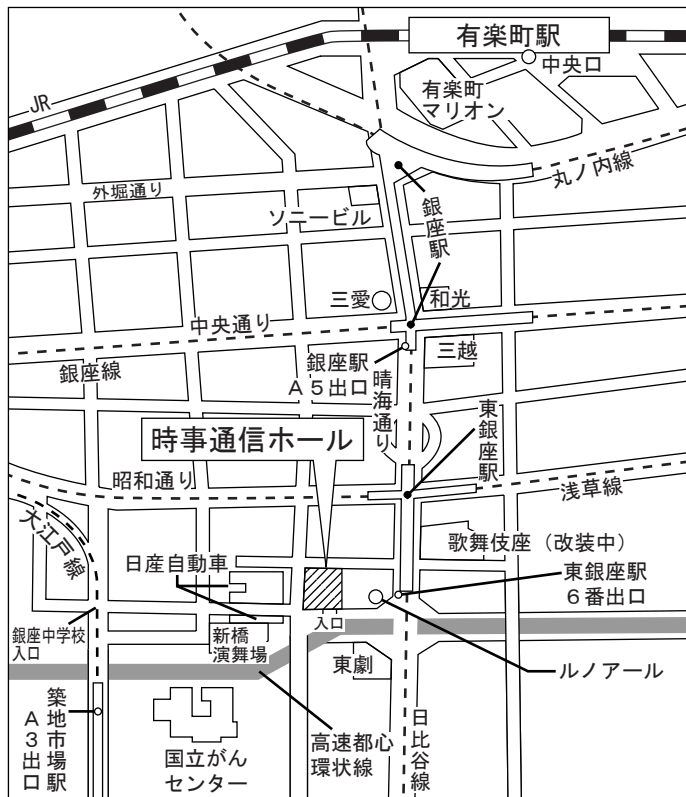 有楽町駅
中央口
有楽町
マリオン
JR
丸ノ内線
外堀通り
ソニービル
銀座駅
三愛
和光
中央通り
三越
銀座線
銀座駅
A5出口
晴海通り
時事通信ホール
東銀座駅
昭和通り
浅草線
大江戸線
歌舞伎座（改装中）
日産自動車
東銀座駅
6番出口
入口
銀座中学校
入口
新橋
演舞場
東劇
ルノアール
築地市場駅
A3出口
国立がん
センター
高速都心
環状線
日比谷線